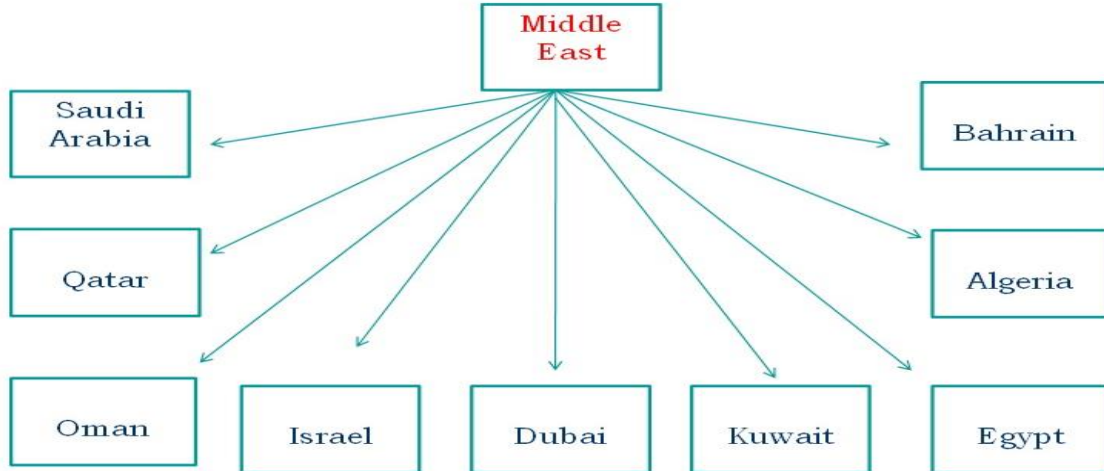 Middle
East
Saudi
Arabia
Bahrain
Qatar
Algeria
Oman
Israel
Dubai
Kuwait
Egypt